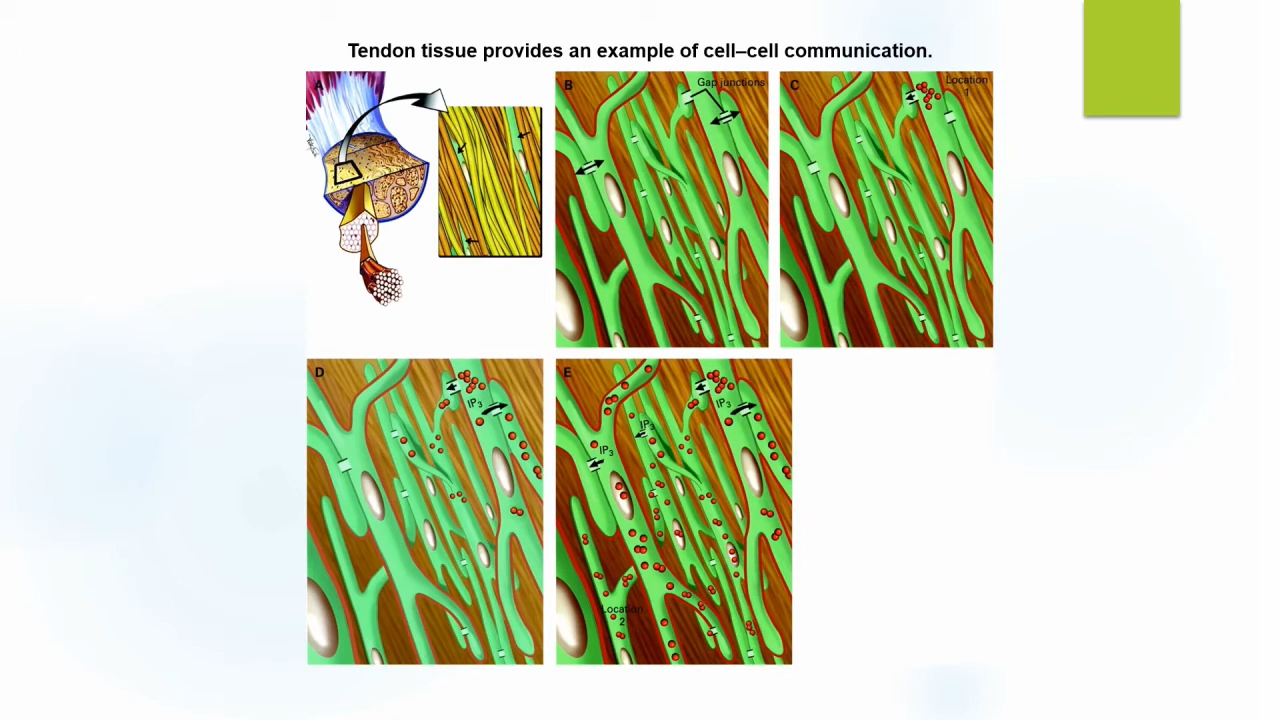 Tendon tissue provides an example of cell–cell communication.
A
B
Gap junctions
C
Location
1
D
IP3
E
IP3
IP3
IP3
Location
2